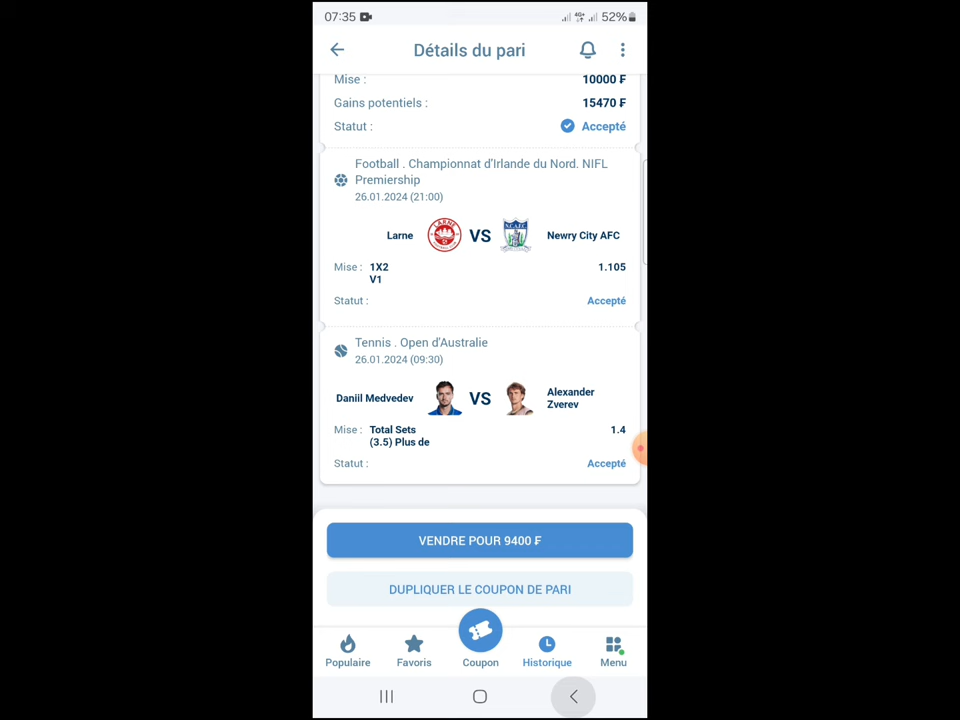 07:35 4G+ 52%
Détails du pari
Mise : 10000 ₣
Gains potentiels : 15470 ₣
Statut : Accepté
Football . Championnat d'Irlande du Nord. NIFL
Premiership
26.01.2024 (21:00)
Larne LARNE VS Newry City AFC
Mise : 1X2 1.105
V1
Statut : Accepté
Tennis . Open d'Australie
26.01.2024 (09:30)
Daniil Medvedev VS Alexander
Zverev
Mise : Total Sets 1.4
(3.5) Plus de
Statut : Accepté
VENDRE POUR 9400 ₣
DUPLIQUER LE COUPON DE PARI
Populaire Favoris Coupon Historique Menu